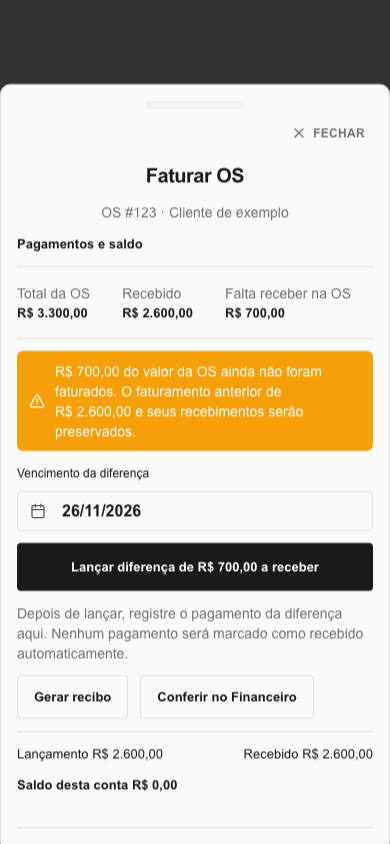 FECHAR
Faturar OS
OS #123 · Cliente de exemplo
Pagamentos e saldo
Total da OS Recebido Falta receber na OS
R$ 3.300,00 R$ 2.600,00 R$ 700,00
R$ 700,00 do valor da OS ainda não foram
faturados. O faturamento anterior de
R$ 2.600,00 e seus recebimentos serão
preservados.
Vencimento da diferença
26/11/2026
Lançar diferença de R$ 700,00 a receber
Depois de lançar, registre o pagamento da diferença
aqui. Nenhum pagamento será marcado como recebido
automaticamente.
Gerar recibo Conferir no Financeiro
Lançamento R$ 2.600,00 Recebido R$ 2.600,00
Saldo desta conta R$ 0,00